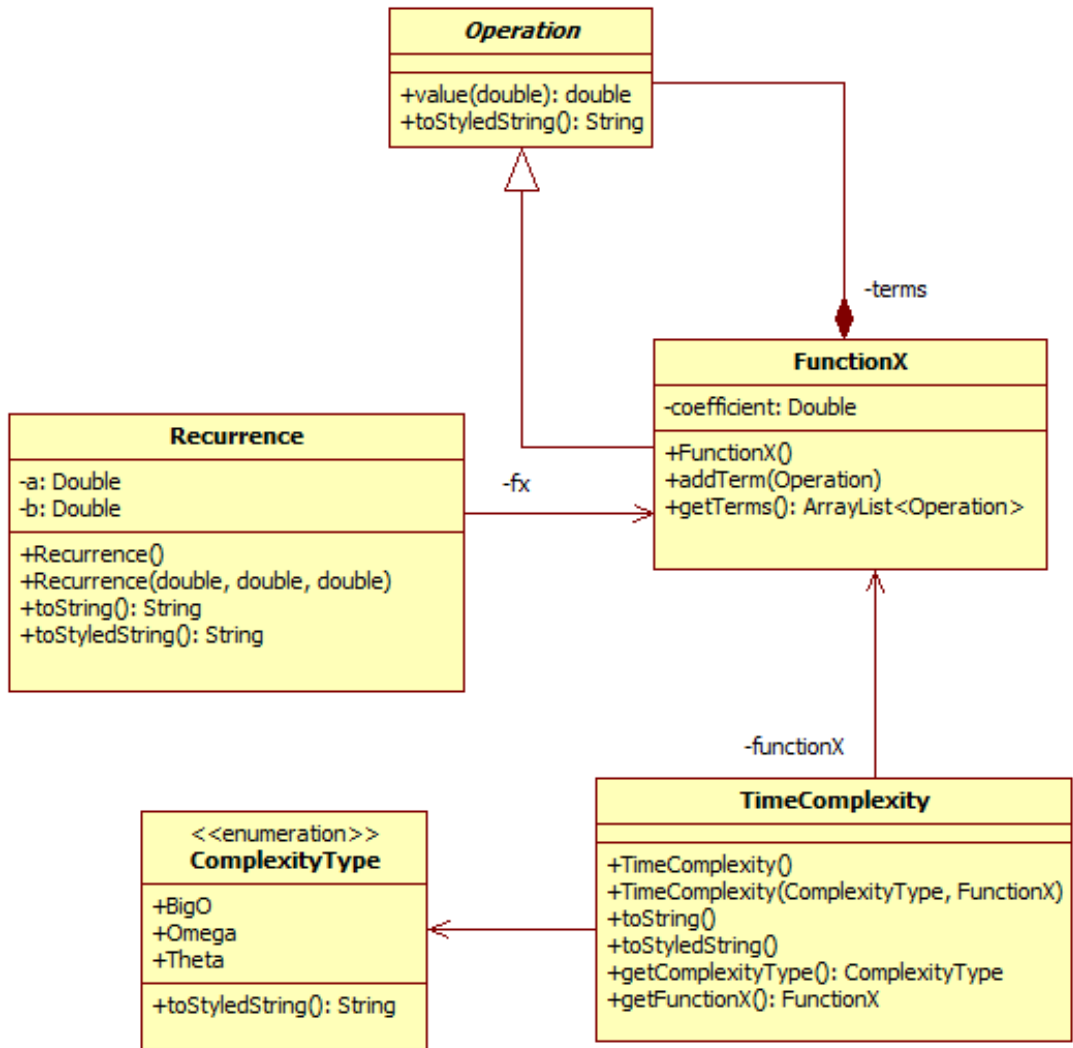 Operation
+value(double): double
+toStyledString(): String
-terms
FunctionX
-coefficient: Double
+FunctionX()
+addTerm(Operation)
+getTerms(): ArrayList<Operation>
Recurrence
-a: Double
-b: Double
+Recurrence()
+Recurrence(double, double, double)
+toString(): String
+toStyledString(): String
-fx
-functionX
TimeComplexity
+TimeComplexity()
+TimeComplexity(ComplexityType, FunctionX)
+toString()
+toStyledString()
+getComplexityType(): ComplexityType
+getFunctionX(): FunctionX
<<enumeration>>
ComplexityType
+BigO
+Omega
+Theta
+toStyledString(): String